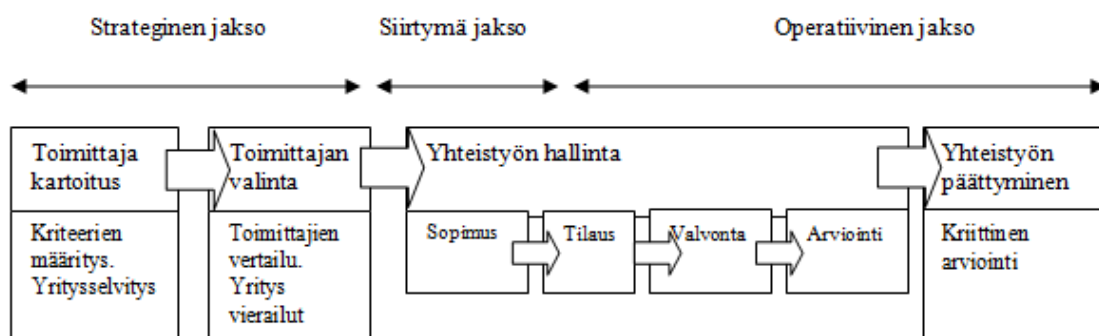 Strateginen jakso
Siirtymä jakso
Operatiivinen jakso
Toimittaja
kartoitus
Toimittajan
valinta
Yhteistyön hallinta
Yhteistyön
päättyminen
Kriteerien
määritys.
Yritysselvitys
Toimittajien
vertailu.
Yritys
vierailut
Sopimus
Tilaus
Valvonta
Arviointi
Kriittinen
arviointi